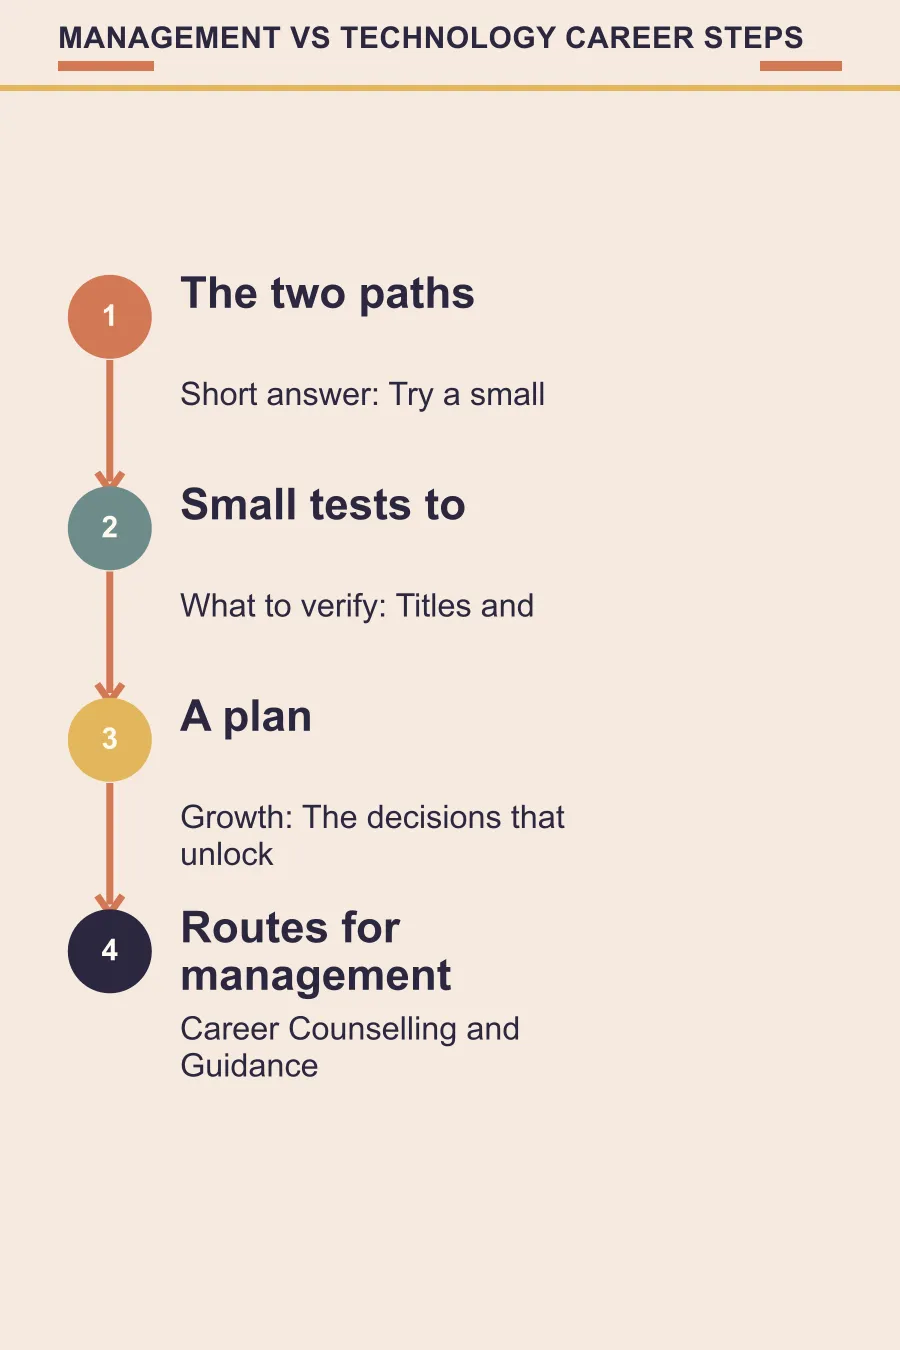 MANAGEMENT VS TECHNOLOGY CAREER STEPS
1
The two paths
Short answer: Try a small
2
Small tests to
What to verify: Titles and
3
A plan
Growth: The decisions that
unlock
4
Routes for
management
Career Counselling and
Guidance